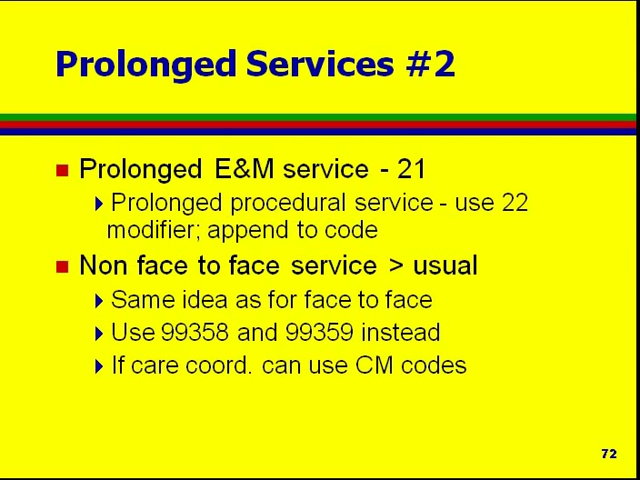 Prolonged Services #2
Prolonged E&M service - 21
Prolonged procedural service - use 22
modifier; append to code
Non face to face service > usual
Same idea as for face to face
Use 99358 and 99359 instead
If care coord. can use CM codes
72